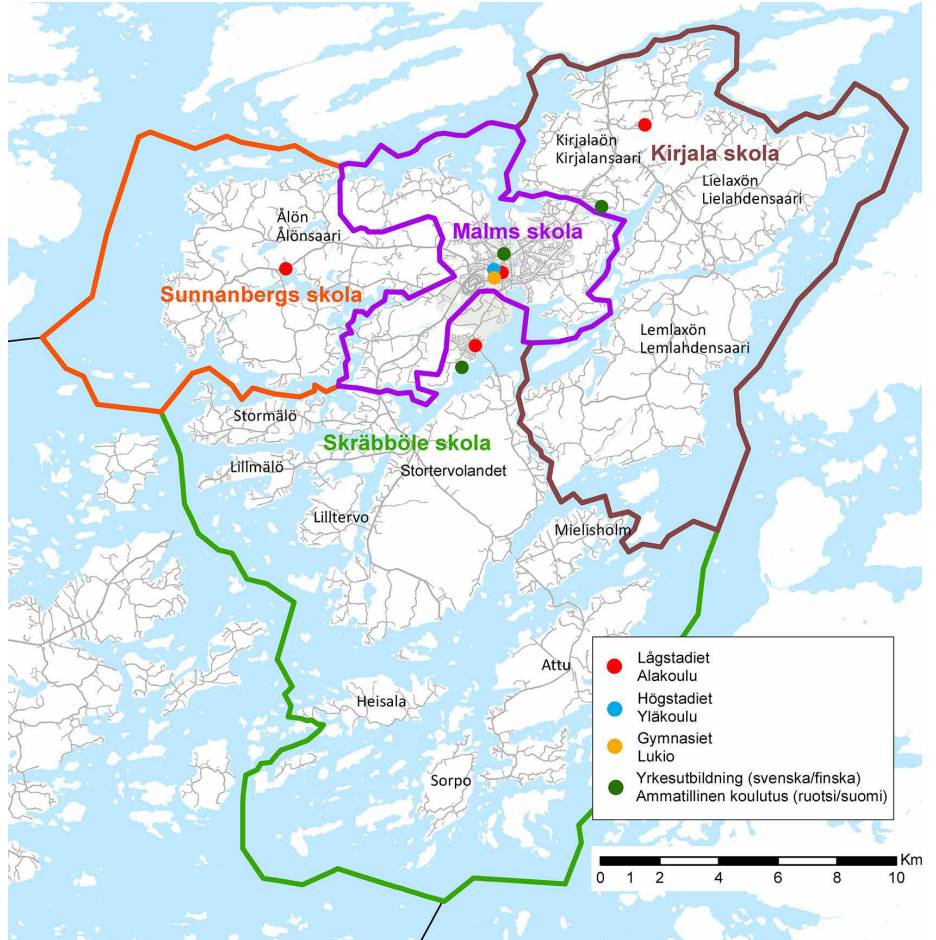 Kirjalaön
Kirjalansaari
Kirjala skola
Lielaxön
Lielahdensaari
Ålön
Ålönsaari
Malms skola
Sunnanbergs skola
Lemlaxön
Lemlahdensaari
Stormälö
Skräbböle skola
Lillmälö
Stortervolandet
Lilltervo
Mielisholm
Attu
Heisala
Sorpo
Lågstadiet
Alakoulu
Högstadiet
Yläkoulu
Gymnasiet
Lukio
Yrkesutbildning (svenska/finska)
Ammatillinen koulutus (ruotsi/suomi)
Km
0 2 4 6 8 10